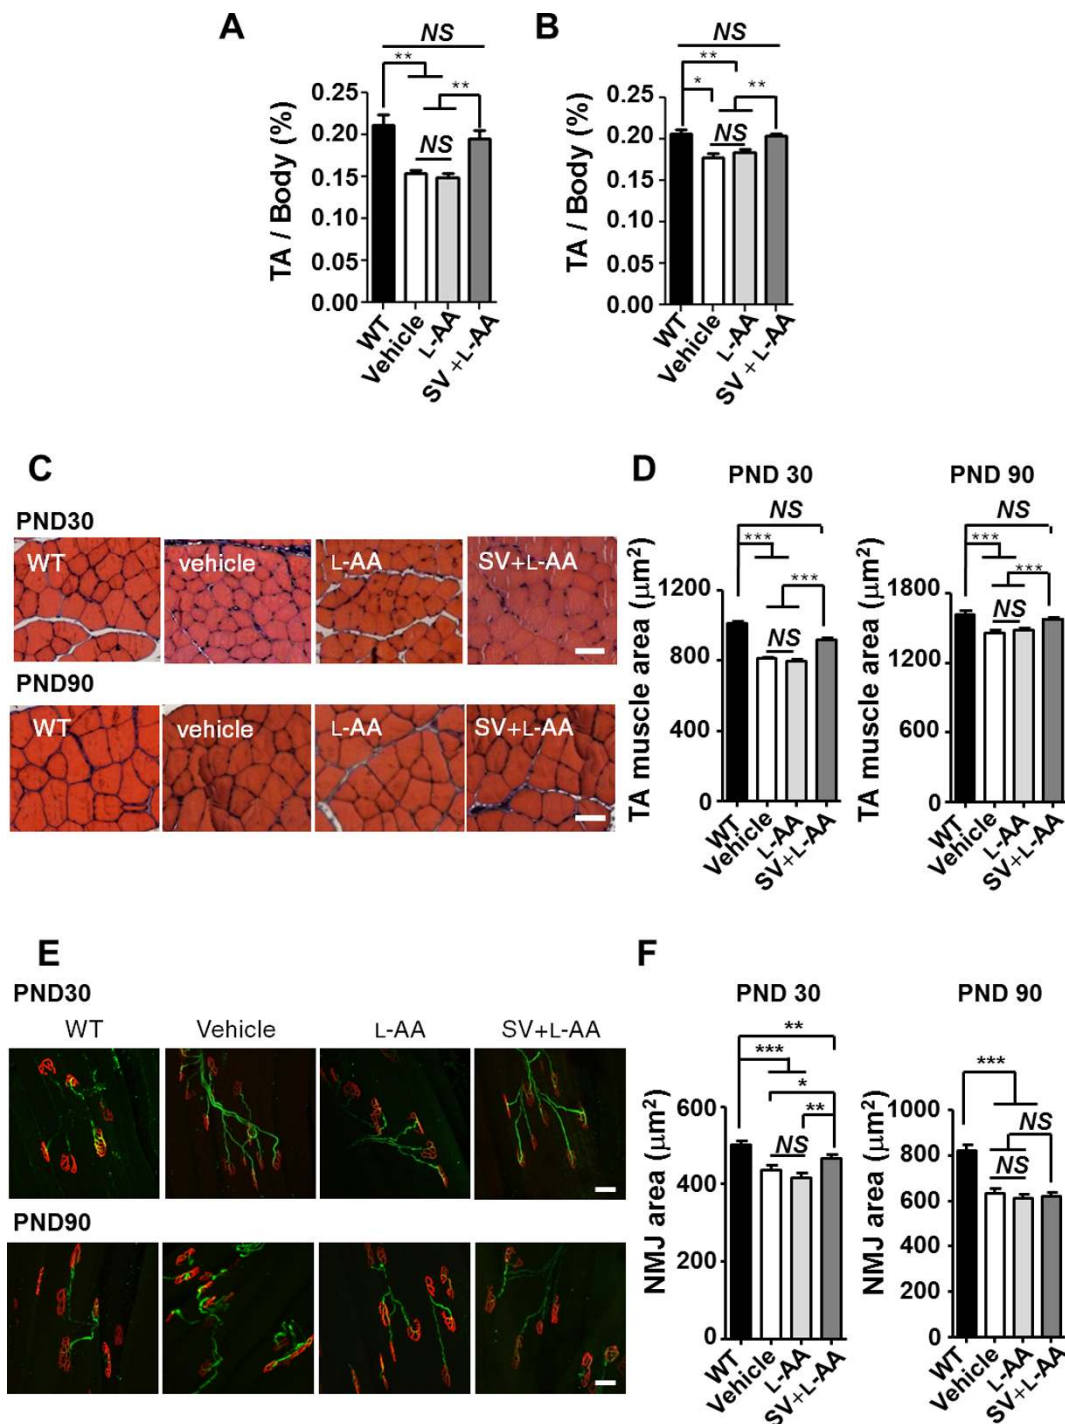 A
NS
**
**
NS
TA / Body (%)
0.25
0.20
0.15
0.10
0.05
0.00
WT
Vehicle
L-AA
SV +L-AA
B
NS
**
*
**
NS
TA / Body (%)
0.25
0.20
0.15
0.10
0.05
0.00
WT
Vehicle
L-AA
SV + L-AA
C
PND30
WT
vehicle
L-AA
SV+L-AA
PND90
WT
vehicle
L-AA
SV+L-AA
D
PND 30
NS
***
***
NS
TA muscle area (µm²)
1200
800
400
0
WT
Vehicle
L-AA
SV+L-AA
PND 90
NS
***
***
NS
TA muscle area (µm²)
1800
1200
600
0
WT
Vehicle
L-AA
SV+L-AA
E
PND30
WT
Vehicle
L-AA
SV+L-AA
PND90
F
PND 30
**
***
*
**
NS
NMJ area (µm²)
600
400
200
0
WT
Vehicle
L-AA
SV+L-AA
PND 90
***
NS
NS
NMJ area (µm²)
1000
800
600
400
200
0
WT
Vehicle
L-AA
SV+L-AA